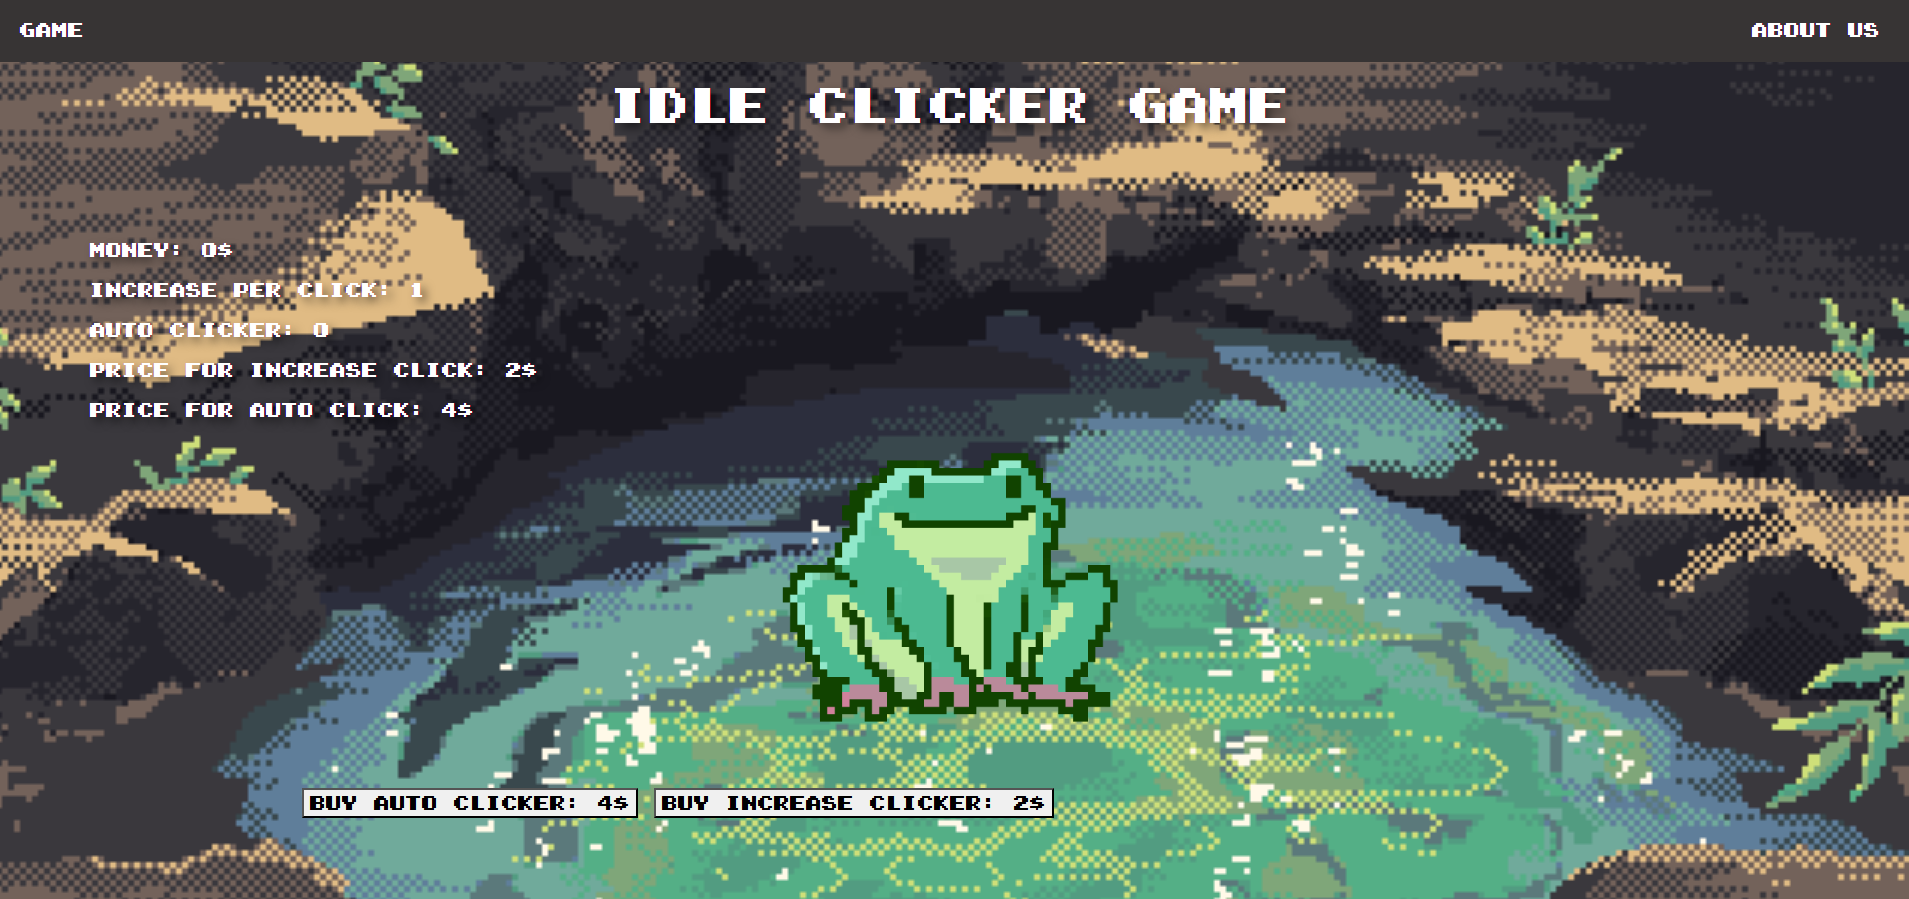 GAME
ABOUT US
IDLE CLICKER GAME
MONEY: 0$
INCREASE PER CLICK: 1
AUTO CLICKER: 0
PRICE FOR INCREASE CLICK: 2$
PRICE FOR AUTO CLICK: 4$
BUY AUTO CLICKER: 4$
BUY INCREASE CLICKER: 2$